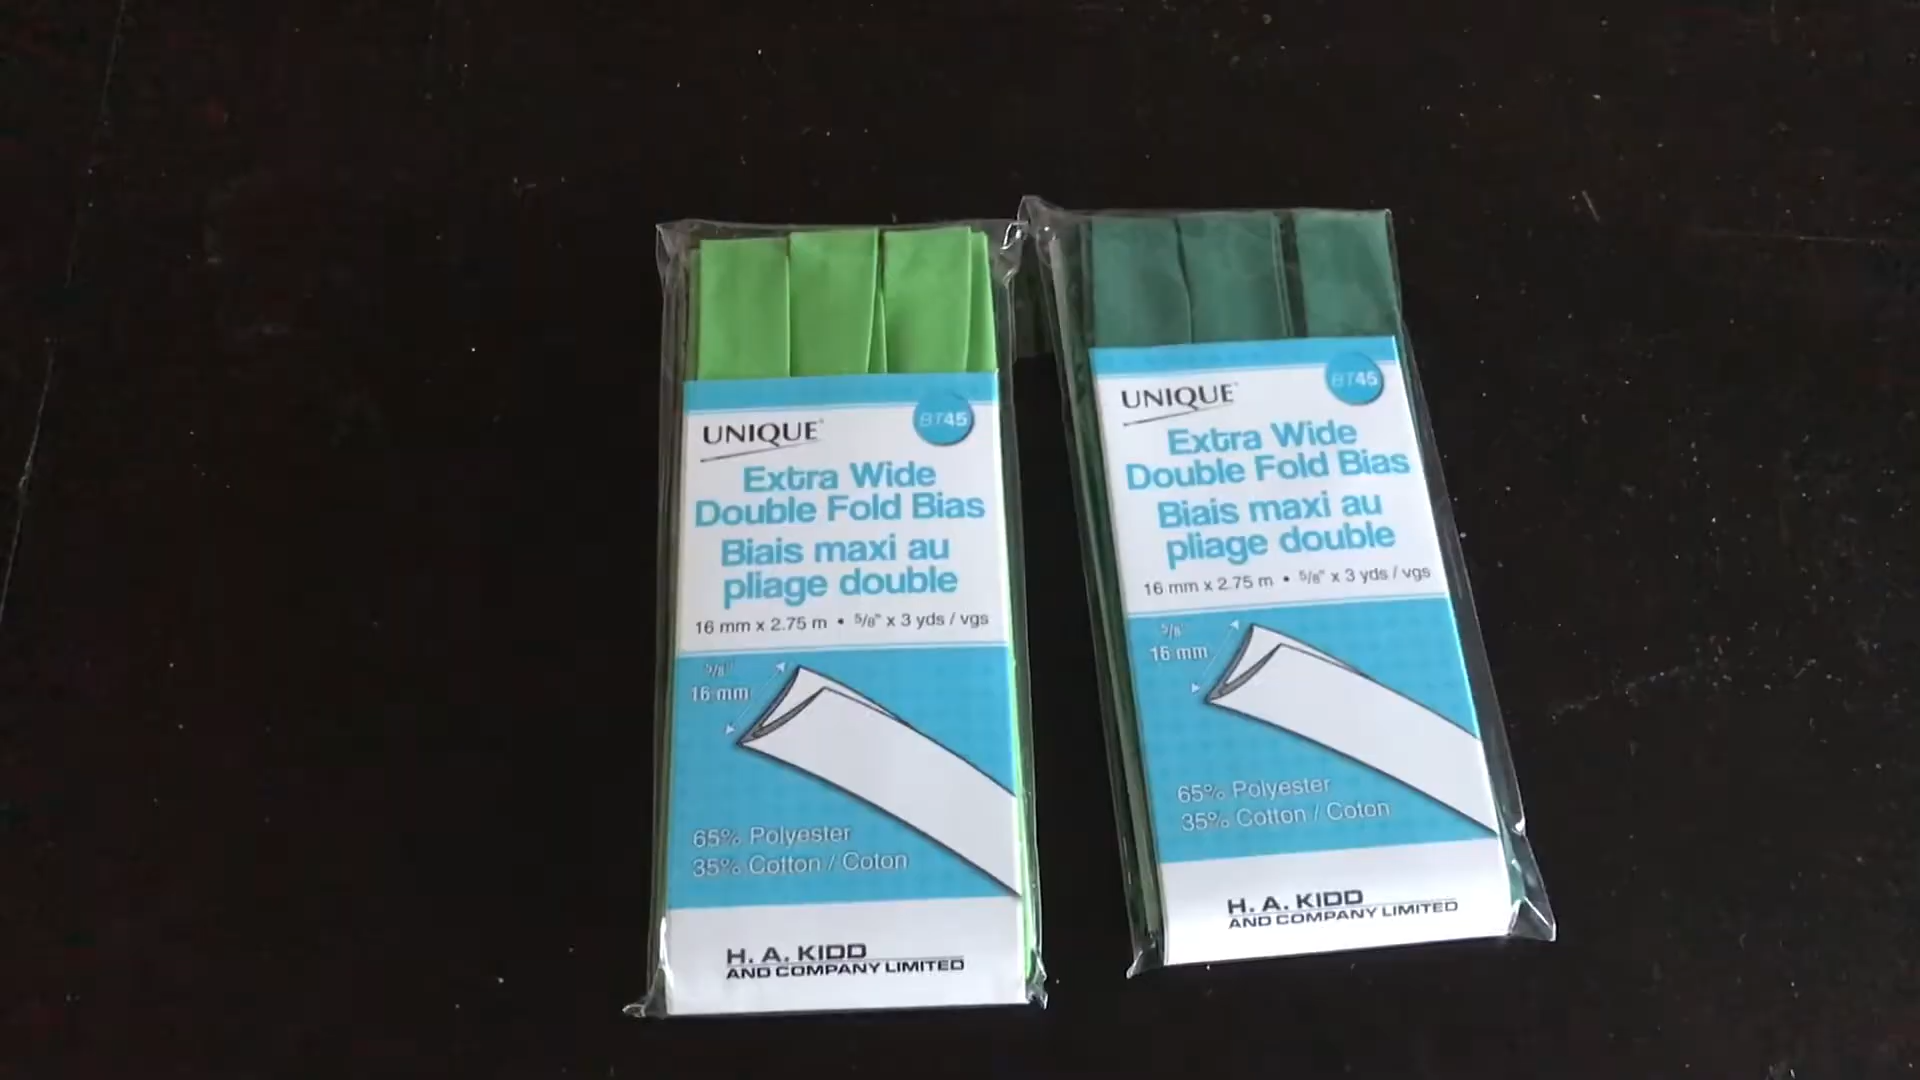 UNIQUE
BT45
Extra Wide
Double Fold Bias
Biais maxi au
pliage double
16 mm x 2.75 m • 5/8" x 3 yds / vgs
5/8"
16 mm
65% Polyester
35% Cotton / Coton
H. A. KIDD
AND COMPANY LIMITED
UNIQUE
BT45
Extra Wide
Double Fold Bias
Biais maxi au
pliage double
16 mm x 2.75 m • 5/8" x 3 yds / vgs
5/8"
16 mm
65% Polyester
35% Cotton / Coton
H. A. KIDD
AND COMPANY LIMITED